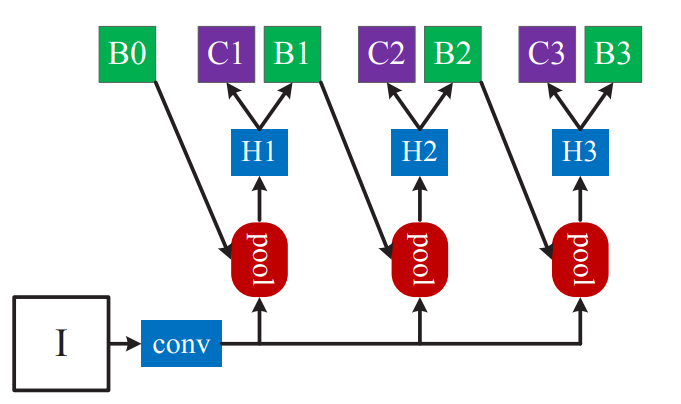 B0 C1 B1 C2 B2 C3 B3
H1 H2 H3
pool pool pool
I conv